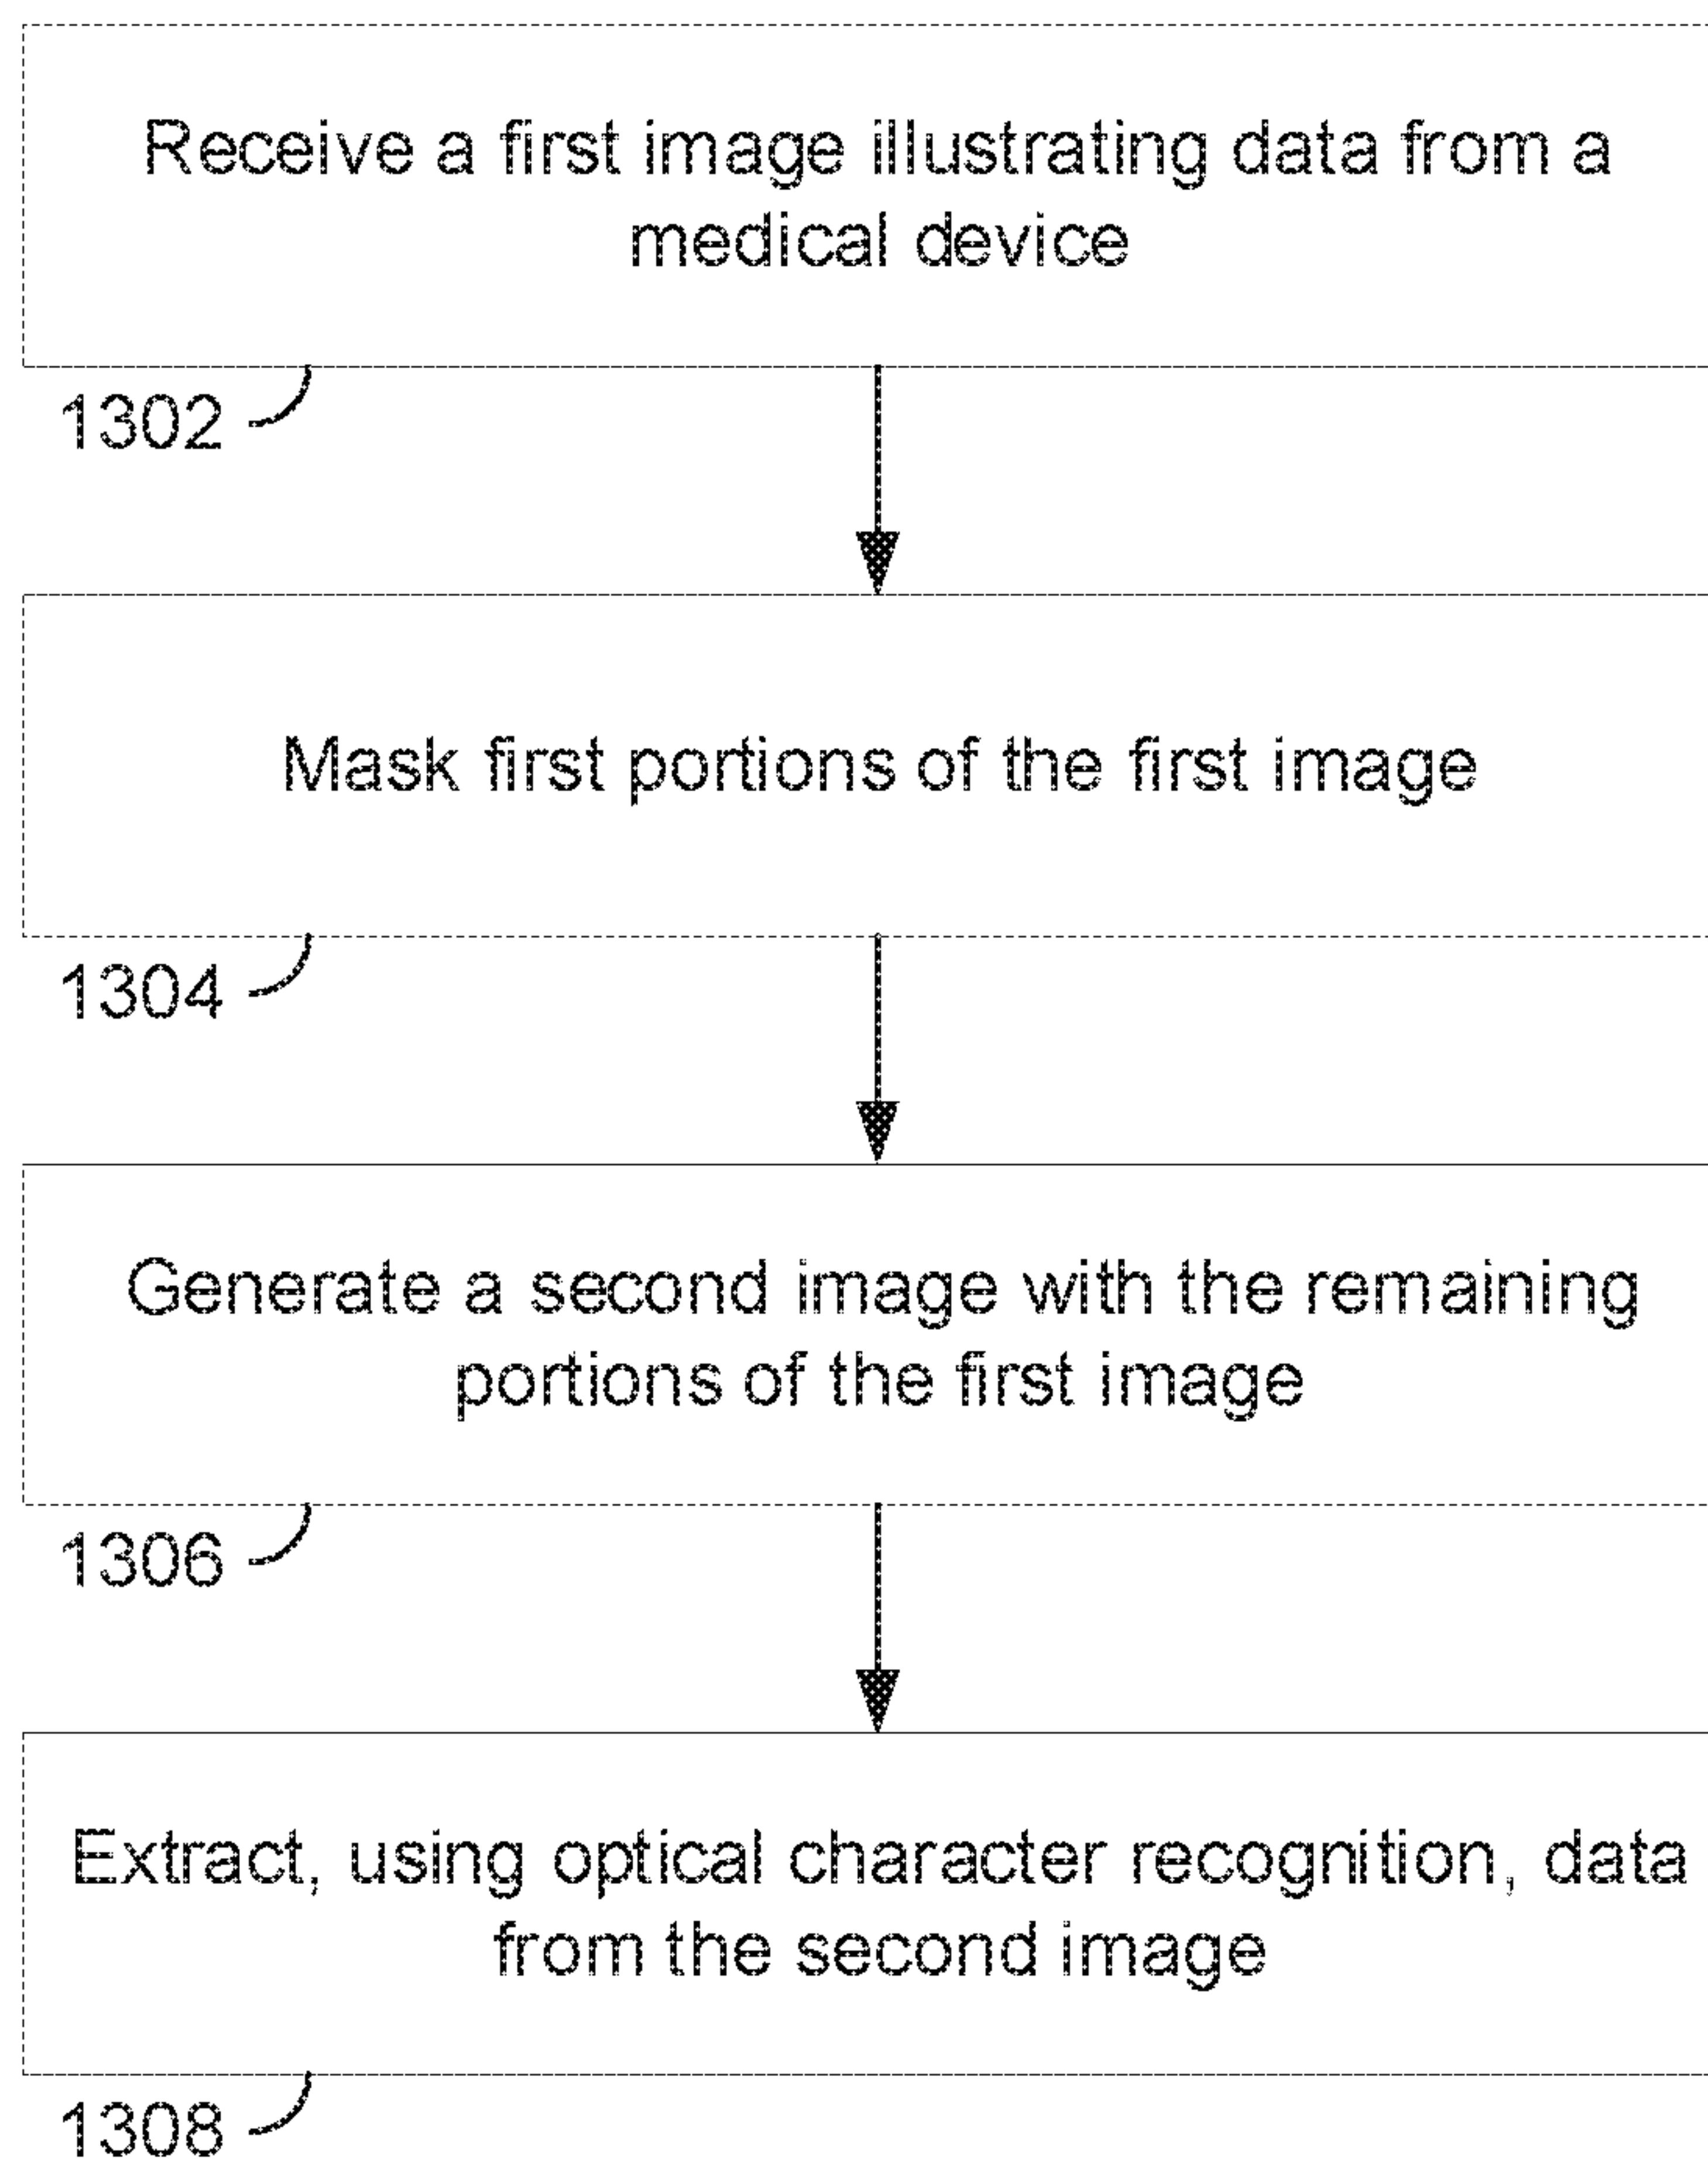 Receive a first image illustrating data from a
medical device
1302
Mask first portions of the first image
1304
Generate a second image with the remaining
portions of the first image
1306
Extract, using optical character recognition, data
from the second image
1308